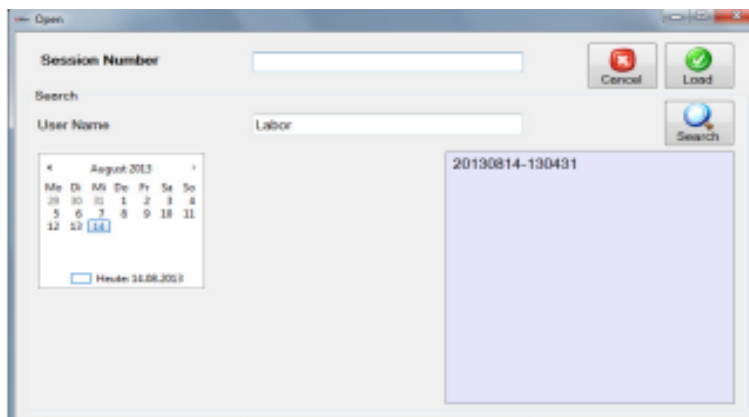 Open
Session Number
Cancel
Load
Search
User Name
Labor
Search
August 2013
Mo Di Mi Do Fr Sa So
29 30 31 1 2 3 4
5 6 7 8 9 10 11
12 13 14
Heute: 14.08.2013
20130814-130431